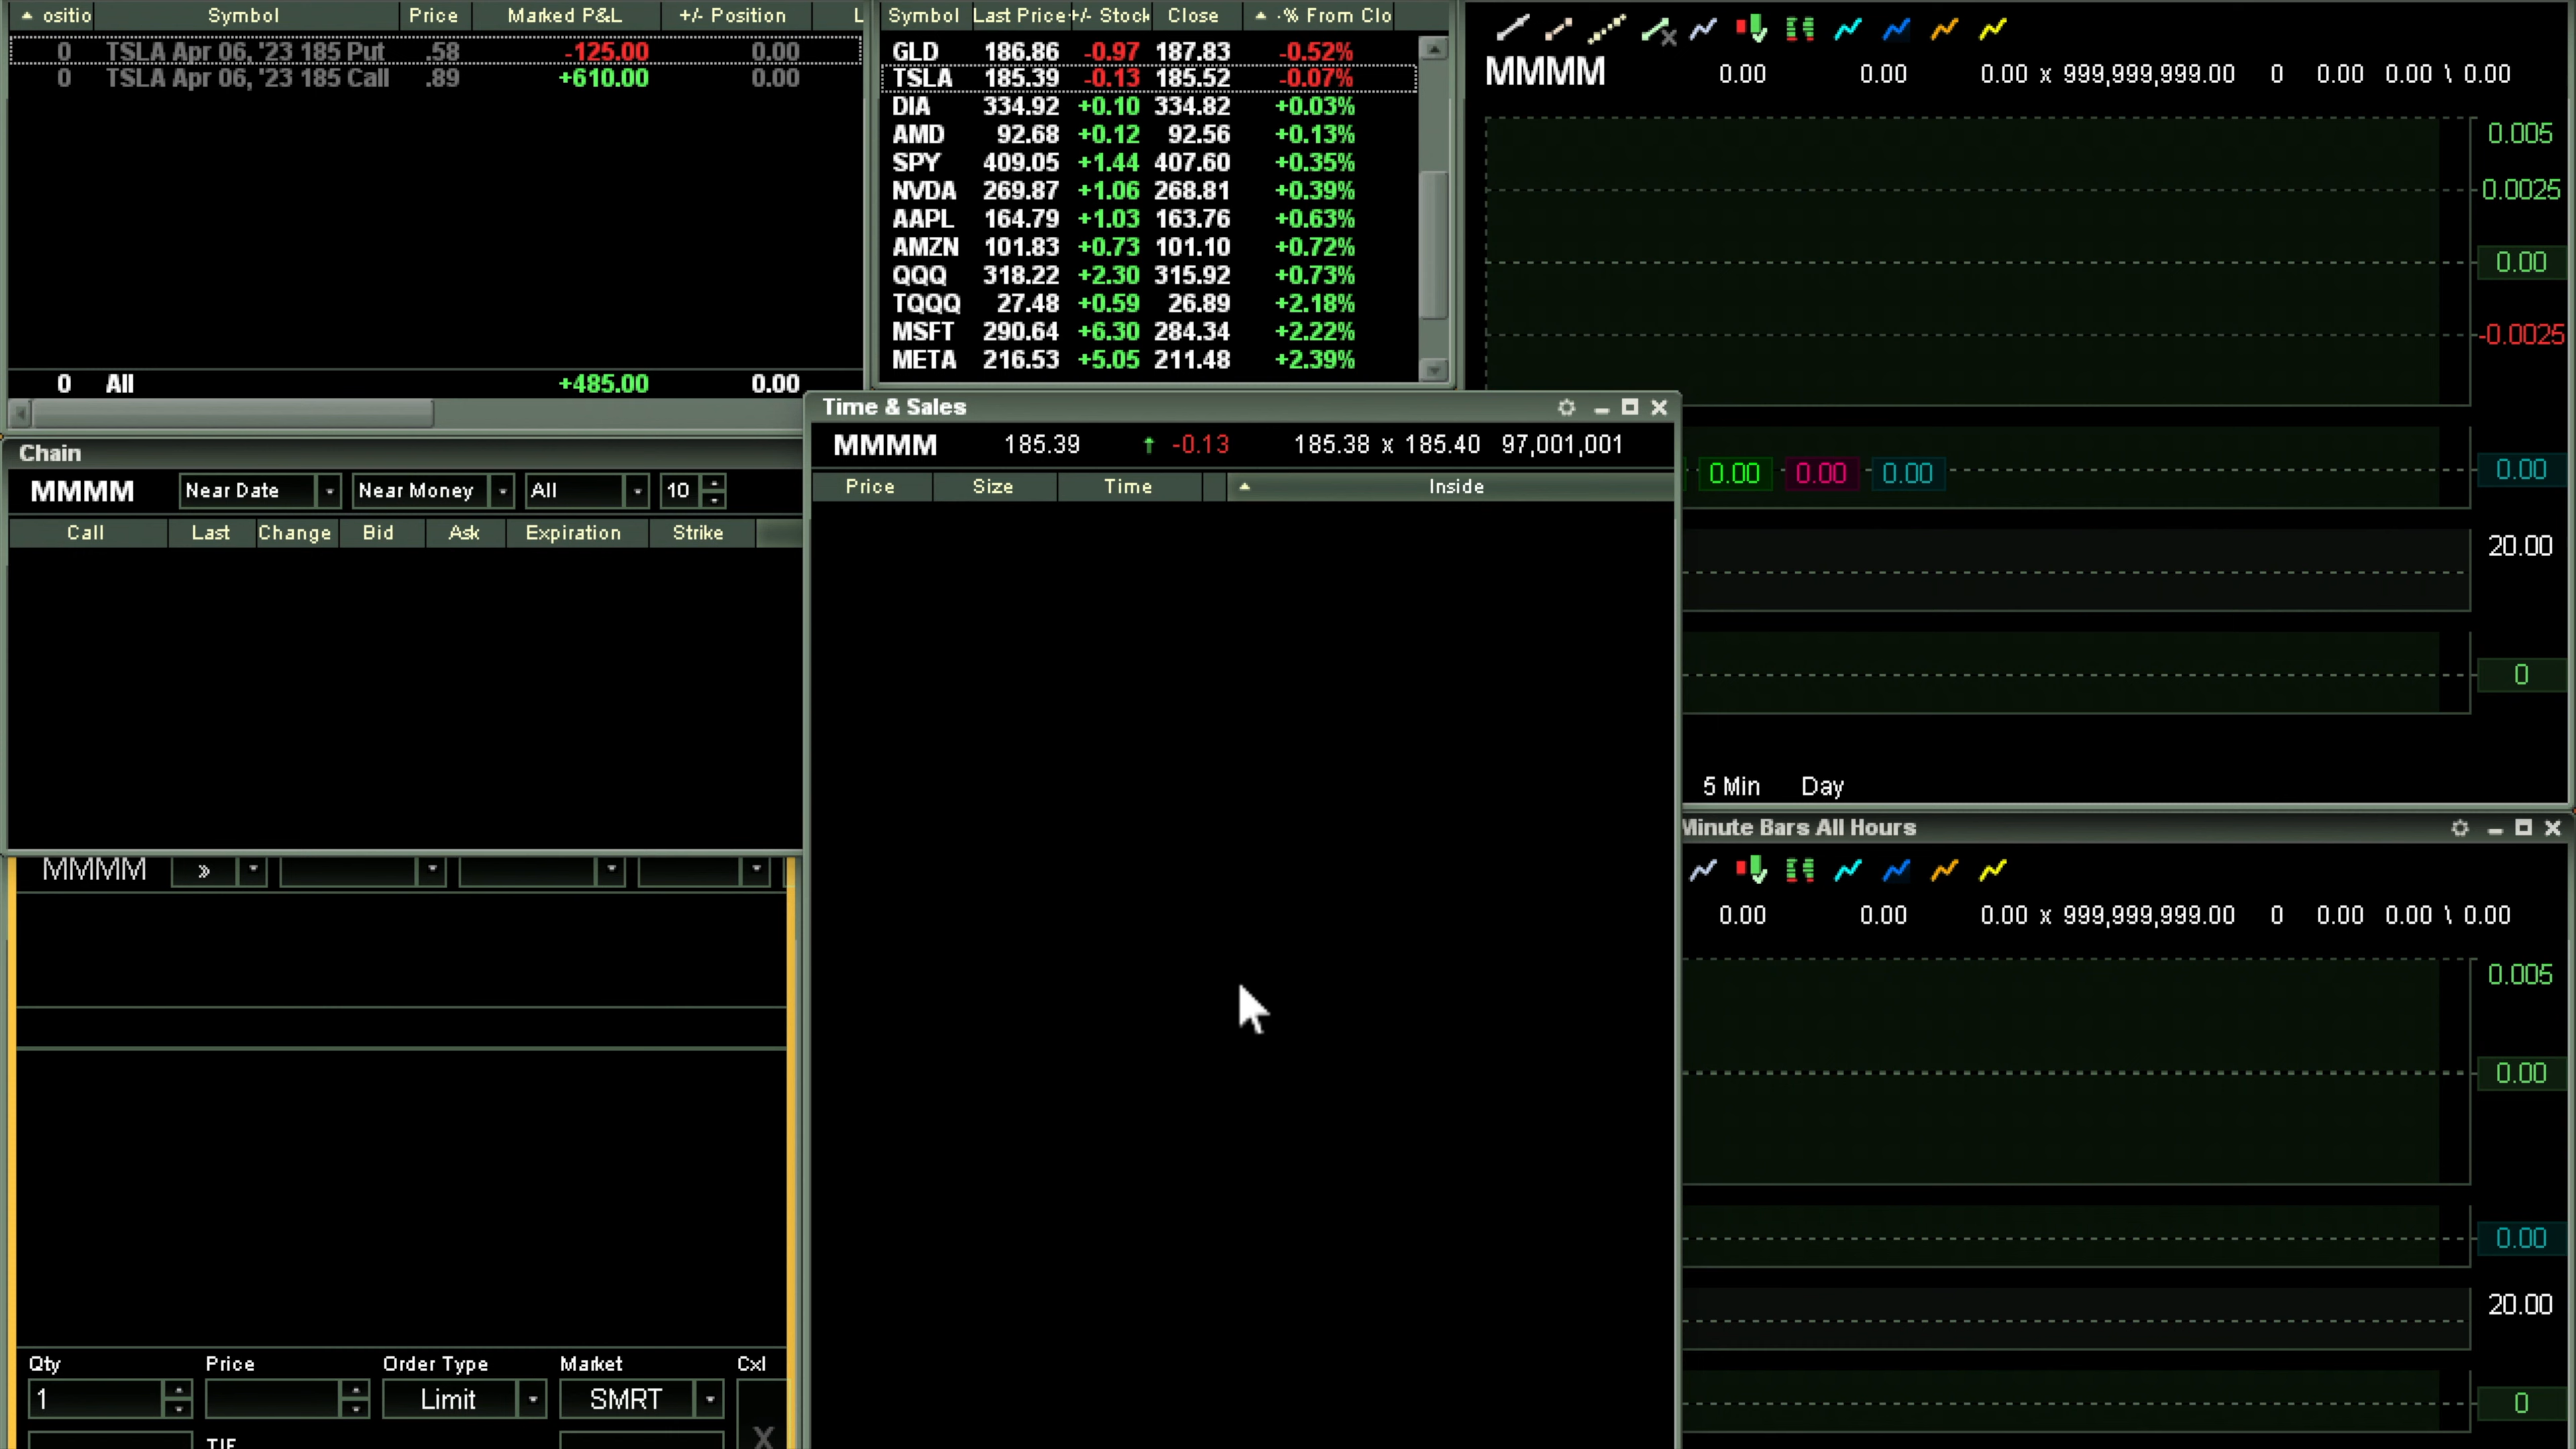 ositio Symbol Price Marked P&L +/- Position L
0 TSLA Apr 06, '23 185 Put .58 -125.00 0.00
0 TSLA Apr 06, '23 185 Call .89 +610.00 0.00
0 All +485.00 0.00
Symbol Last Price +/- Stock Close -% From Clo
GLD 186.86 -0.97 187.83 -0.52%
TSLA 185.39 -0.13 185.52 -0.07%
DIA 334.92 +0.10 334.82 +0.03%
AMD 92.68 +0.12 92.56 +0.13%
SPY 409.05 +1.44 407.60 +0.35%
NVDA 269.87 +1.06 268.81 +0.39%
AAPL 164.79 +1.03 163.76 +0.63%
AMZN 101.83 +0.73 101.10 +0.72%
QQQ 318.22 +2.30 315.92 +0.73%
TQQQ 27.48 +0.59 26.89 +2.18%
MSFT 290.64 +6.30 284.34 +2.22%
META 216.53 +5.05 211.48 +2.39%
MMMM 0.00 0.00 0.00 x 999,999,999.00 0 0.00 0.00 \ 0.00
0.005
0.0025
0.00
-0.0025
0.00 0.00 0.00 0.00
20.00
0
5 Min Day
Chain
MMMM Near Date Near Money All 10
Call Last Change Bid Ask Expiration Strike
Time & Sales
MMMM 185.39 ↑ -0.13 185.38 x 185.40 97,001,001
Price Size Time Inside
MMMM »
Qty Price Order Type Market Cxl
1 Limit SMRT X
TIF
Minute Bars All Hours
0.00 0.00 0.00 x 999,999,999.00 0 0.00 0.00 \ 0.00
0.005
0.00
0.00
20.00
0